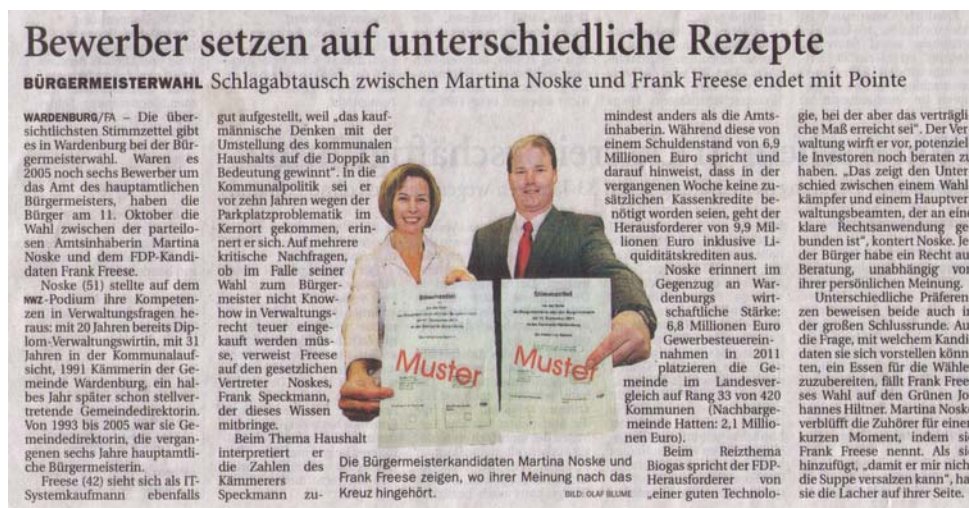 Bewerber setzen auf unterschiedliche Rezepte
BÜRGERMEISTERWAHL Schlagabtausch zwischen Martina Noske und Frank Freese endet mit Pointe
WARDENBURG/FA – Die über-
sichtlichsten Stimmzettel gibt
es in Wardenburg bei der Bür-
germeisterwahl. Waren es
2005 noch sechs Bewerber um
das Amt des hauptamtlichen
Bürgermeisters, haben die
Bürger am 11. Oktober die
Wahl zwischen der parteilo-
sen Amtsinhaberin Martina
Noske und dem FDP-Kandi-
daten Frank Freese.
Noske (51) stellte auf dem
NWZ-Podium ihre Kompeten-
zen in Verwaltungsfragen he-
raus: mit 20 Jahren bereits Dip-
lom-Verwaltungswirtin, mit 31
Jahren in der Kommunalauf-
sicht, 1991 Kämmerin der Ge-
meinde Wardenburg, ein hal-
bes Jahr später schon stellver-
tretende Gemeindedirektorin.
Von 1993 bis 2005 war sie Ge-
meindedirektorin, die vergan-
genen sechs Jahre hauptamtli-
che Bürgermeisterin.
Freese (42) sieht sich als IT-
Systemkaufmann ebenfalls
gut aufgestellt, weil „das kauf-
männische Denken mit der
Umstellung des kommunalen
Haushalts auf die Doppik an
Bedeutung gewinnt“. In die
Kommunalpolitik sei er
vor zehn Jahren wegen der
Parkplatzproblematik im
Kernort gekommen, erin-
nert er sich. Auf mehrere
kritische Nachfragen,
ob im Falle seiner
Wahl zum Bürger-
meister nicht Know-
how in Verwaltungs-
recht teuer einge-
kauft werden müs-
se, verweist Freese
auf den gesetzlichen
Vertreter Noskes,
Frank Speckmann,
der dieses Wissen
mitbringe.
Beim Thema Haushalt
interpretiert er
die Zahlen des
Kämmerers
Speckmann zu-
Stimmzettel
Stimmzettel
Muster
Muster
Die Bürgermeisterkandidaten Martina Noske und
Frank Freese zeigen, wo ihrer Meinung nach das
Kreuz hingehört.
BILD: OLAF BLUME
mindest anders als die Amts-
inhaberin. Während diese von
einem Schuldenstand von 6,9
Millionen Euro spricht und
darauf hinweist, dass in der
vergangenen Woche keine zu-
sätzlichen Kassenkredite be-
nötigt worden seien, geht der
Herausforderer von 9,9 Mil-
lionen Euro inklusive Li-
quiditätskrediten aus.
Noske erinnert im
Gegenzug an War-
denburgs wirt-
schaftliche Stärke:
6,8 Millionen Euro
Gewerbesteuerein-
nahmen in 2011
platzieren die Ge-
meinde im Landesver-
gleich auf Rang 33 von 420
Kommunen (Nachbarge-
meinde Hatten: 2,1 Millio-
nen Euro).
Beim Reizthema
Biogas spricht der FDP-
Herausforderer von
„einer guten Technolo-
gie, bei der aber das verträgli
che Maß erreicht sei“. Der Ver
waltung wirft er vor, potenziel
le Investoren noch beraten zu
haben. „Das zeigt den Unter
schied zwischen einem Wahl
kämpfer und einem Hauptver
waltungsbeamten, der an eine
klare Rechtsanwendung ge
bunden ist“, kontert Noske. Je
der Bürger habe ein Recht auf
Beratung, unabhängig von
ihrer persönlichen Meinung.
Unterschiedliche Präferen
zen beweisen beide auch in
der großen Schlussrunde. Auf
die Frage, mit welchem Kandi
daten sie sich vorstellen könn
ten, ein Essen für die Wähler
zuzubereiten, fällt Frank Free
ses Wahl auf den Grünen Jo
hannes Hiltner. Martina Noske
verblüfft die Zuhörer für einen
kurzen Moment, indem sie
Frank Freese nennt. Als sie
hinzufügt, „damit er mir nicht
die Suppe versalzen kann“, hat
sie die Lacher auf ihrer Seite.